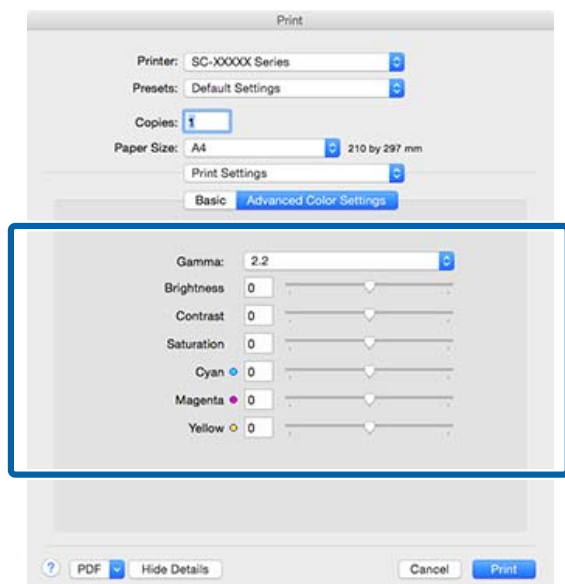 Print
Printer: SC-XXXXX Series
Presets: Default Settings
Copies: 1
Paper Size: A4 210 by 297 mm
Print Settings
Basic Advanced Color Settings
Gamma: 2.2
Brightness 0
Contrast 0
Saturation 0
Cyan 0
Magenta 0
Yellow 0
? PDF Hide Details Cancel Print